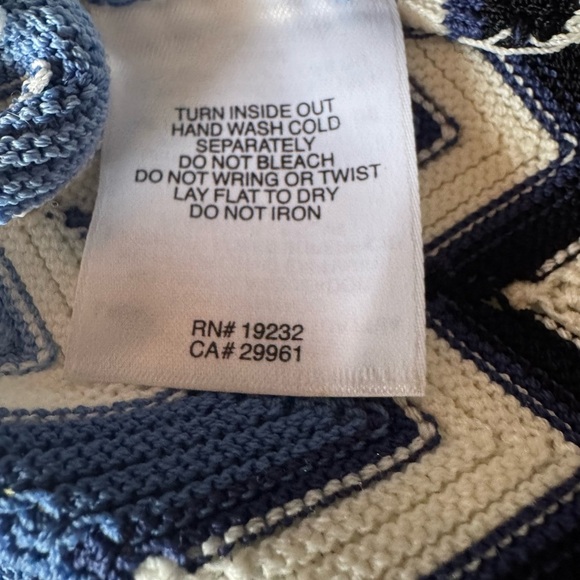 TURN INSIDE OUT
HAND WASH COLD
SEPARATELY
DO NOT BLEACH
DO NOT WRING OR TWIST
LAY FLAT TO DRY
DO NOT IRON
RN# 19232
CA# 29961